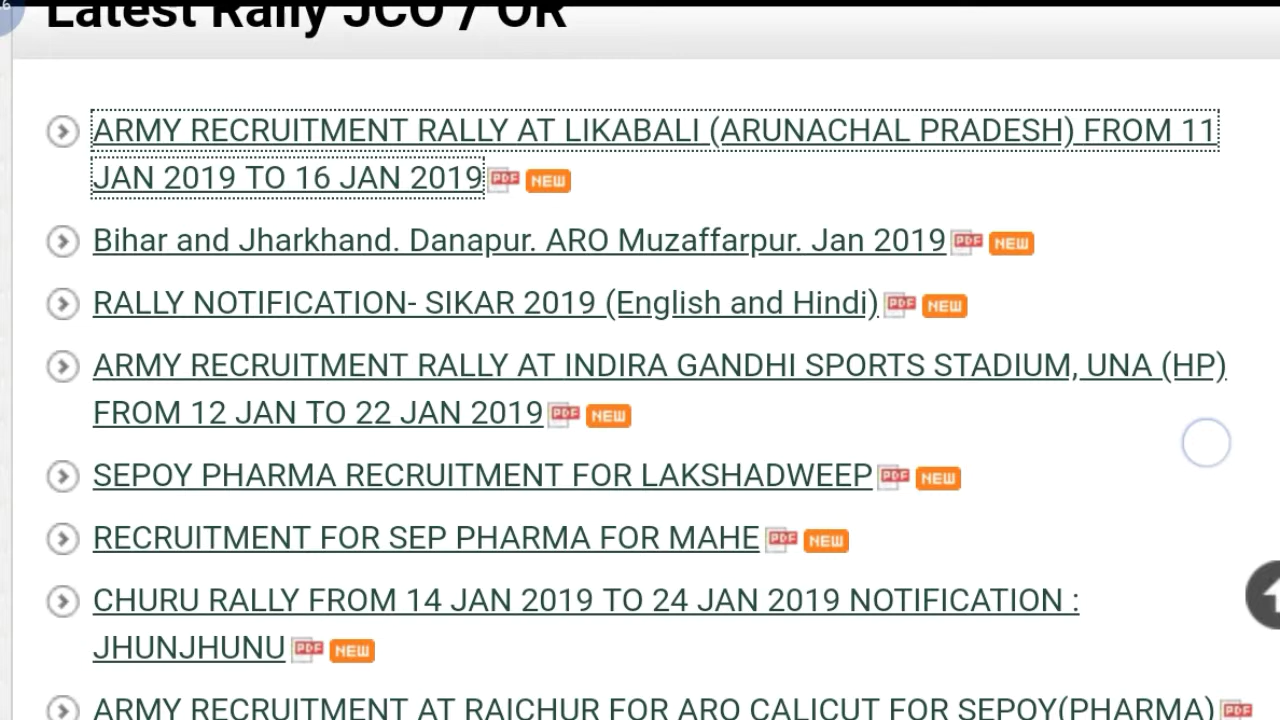 Latest Rally JCO / OR
ARMY RECRUITMENT RALLY AT LIKABALI (ARUNACHAL PRADESH) FROM 11
JAN 2019 TO 16 JAN 2019 PDF NEW
Bihar and Jharkhand. Danapur. ARO Muzaffarpur. Jan 2019 PDF NEW
RALLY NOTIFICATION- SIKAR 2019 (English and Hindi) PDF NEW
ARMY RECRUITMENT RALLY AT INDIRA GANDHI SPORTS STADIUM, UNA (HP)
FROM 12 JAN TO 22 JAN 2019 PDF NEW
SEPOY PHARMA RECRUITMENT FOR LAKSHADWEEP PDF NEW
RECRUITMENT FOR SEP PHARMA FOR MAHE PDF NEW
CHURU RALLY FROM 14 JAN 2019 TO 24 JAN 2019 NOTIFICATION :
JHUNJHUNU PDF NEW
ARMY RECRUITMENT AT RAICHUR FOR ARO CALICUT FOR SEPOY(PHARMA) PDF